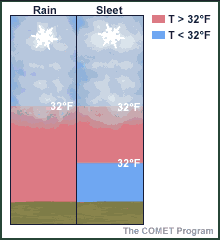 Rain Sleet
T > 32°F
T < 32°F
32°F 32°F
32°F
The COMET Program